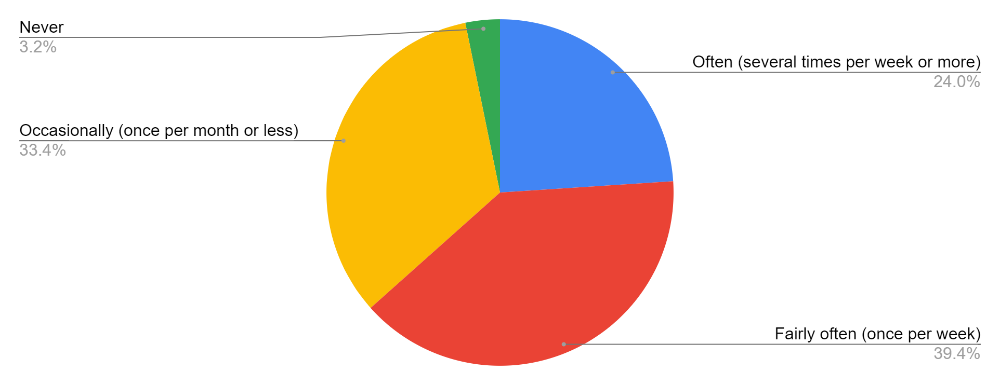 Never
3.2%
Often (several times per week or more)
24.0%
Occasionally (once per month or less)
33.4%
Fairly often (once per week)
39.4%